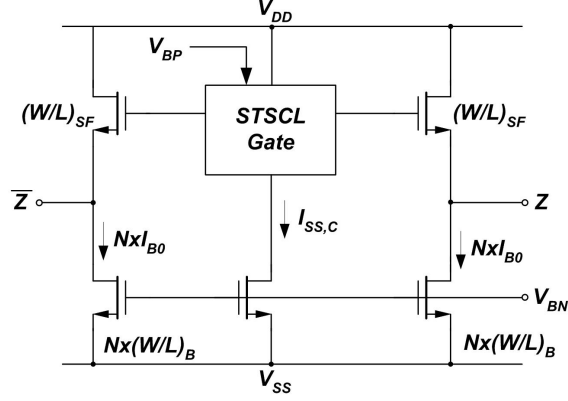 V_DD
V_BP
(W/L)_SF
STSCL
Gate
(W/L)_SF
Z̅
Z
I_SS,C
NxI_B0
NxI_B0
V_BN
Nx(W/L)_B
Nx(W/L)_B
V_SS